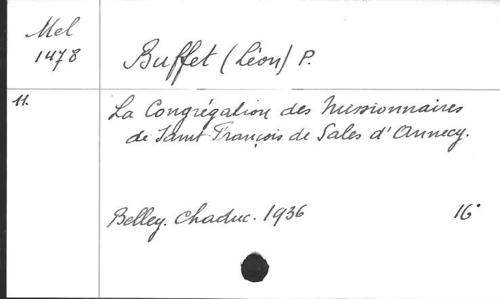 Mel
1478
Buffet (Léon) P.
11.
La Congrégation des Missionnaires
de Saint François de Sales d'Annecy.
Belley. Chaduc. 1936 16°